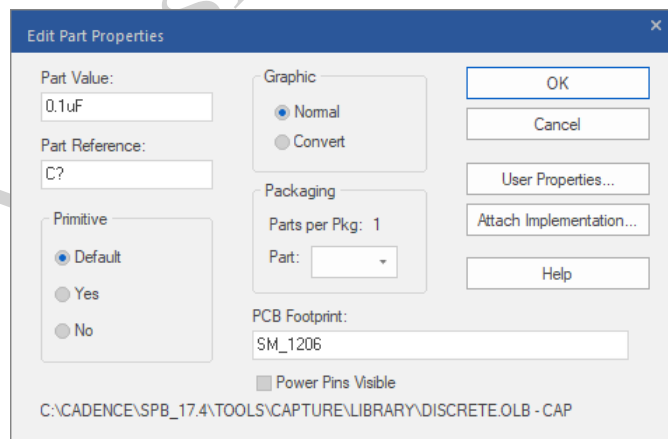 Edit Part Properties
×
Part Value:
0.1uF
Part Reference:
C?
Primitive
Default
Yes
No
Graphic
Normal
Convert
Packaging
Parts per Pkg: 1
Part:
OK
Cancel
User Properties...
Attach Implementation...
Help
PCB Footprint:
SM_1206
Power Pins Visible
C:\CADENCE\SPB_17.4\TOOLS\CAPTURE\LIBRARY\DISCRETE.OLB - CAP